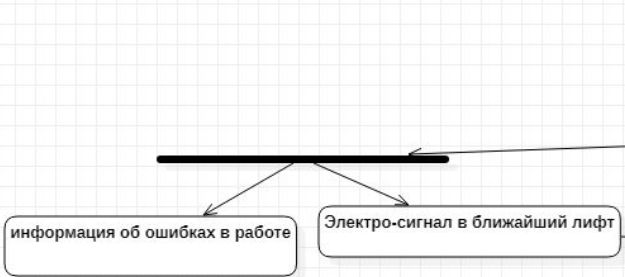 информация об ошибках в работе
Электро-сигнал в ближайший лифт